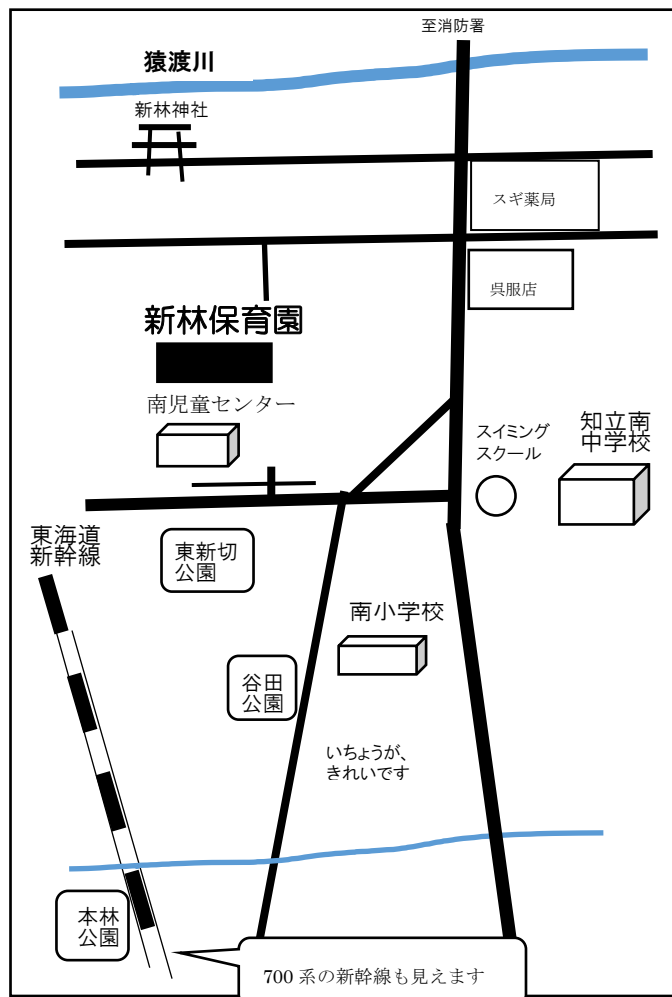 至消防署
猿渡川
新林神社
スギ薬局
呉服店
新林保育園
南児童センター
スイミング
スクール
知立南
中学校
東海道
新幹線
東新切
公園
南小学校
谷田
公園
いちょうが、
きれいです
本林
公園
700 系の新幹線も見えます